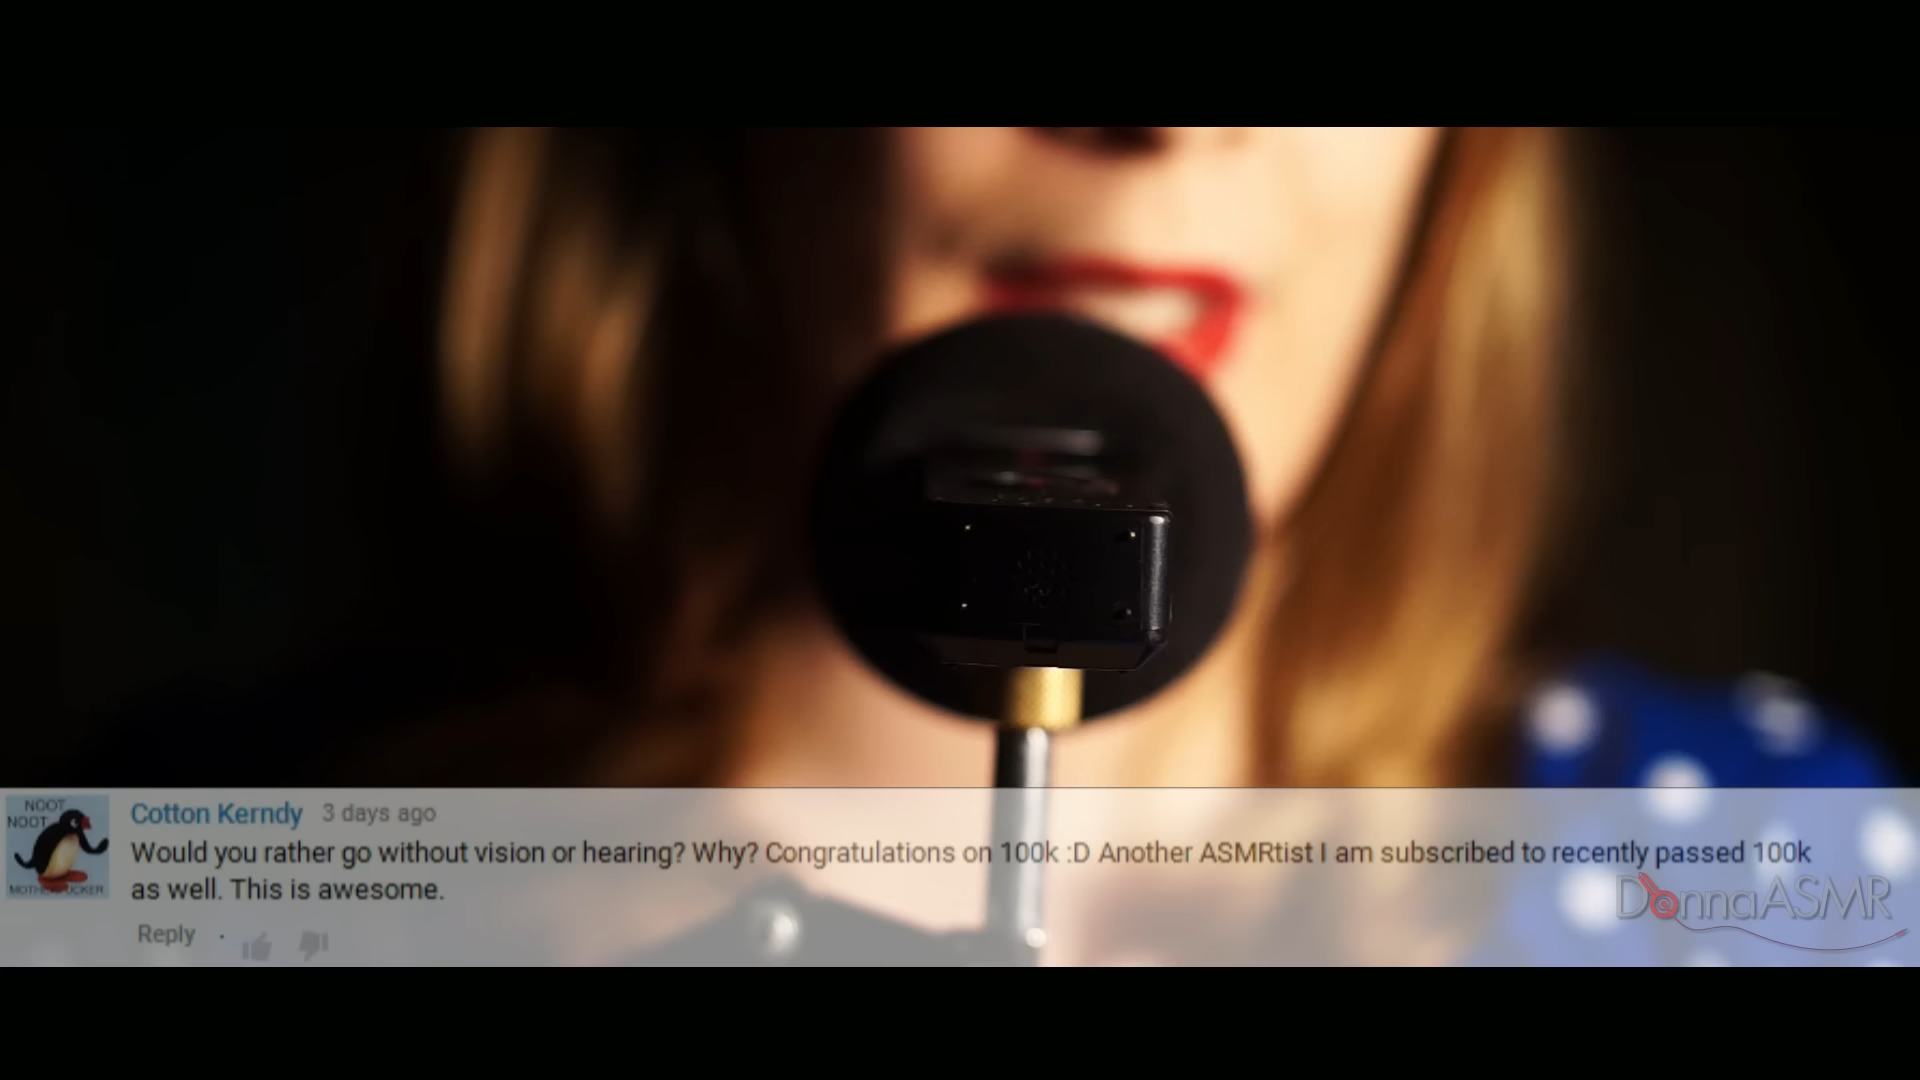 NOOT
NOOT
Cotton Kerndy 3 days ago
Would you rather go without vision or hearing? Why? Congratulations on 100k :D Another ASMRtist I am subscribed to recently passed 100k
as well. This is awesome.
Reply ·
DonnaASMR